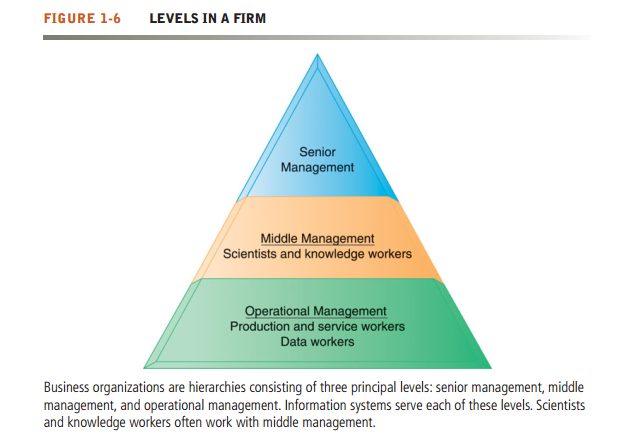 FIGURE 1-6 LEVELS IN A FIRM
Senior
Management
Middle Management
Scientists and knowledge workers
Operational Management
Production and service workers
Data workers
Business organizations are hierarchies consisting of three principal levels: senior management, middle
management, and operational management. Information systems serve each of these levels. Scientists
and knowledge workers often work with middle management.